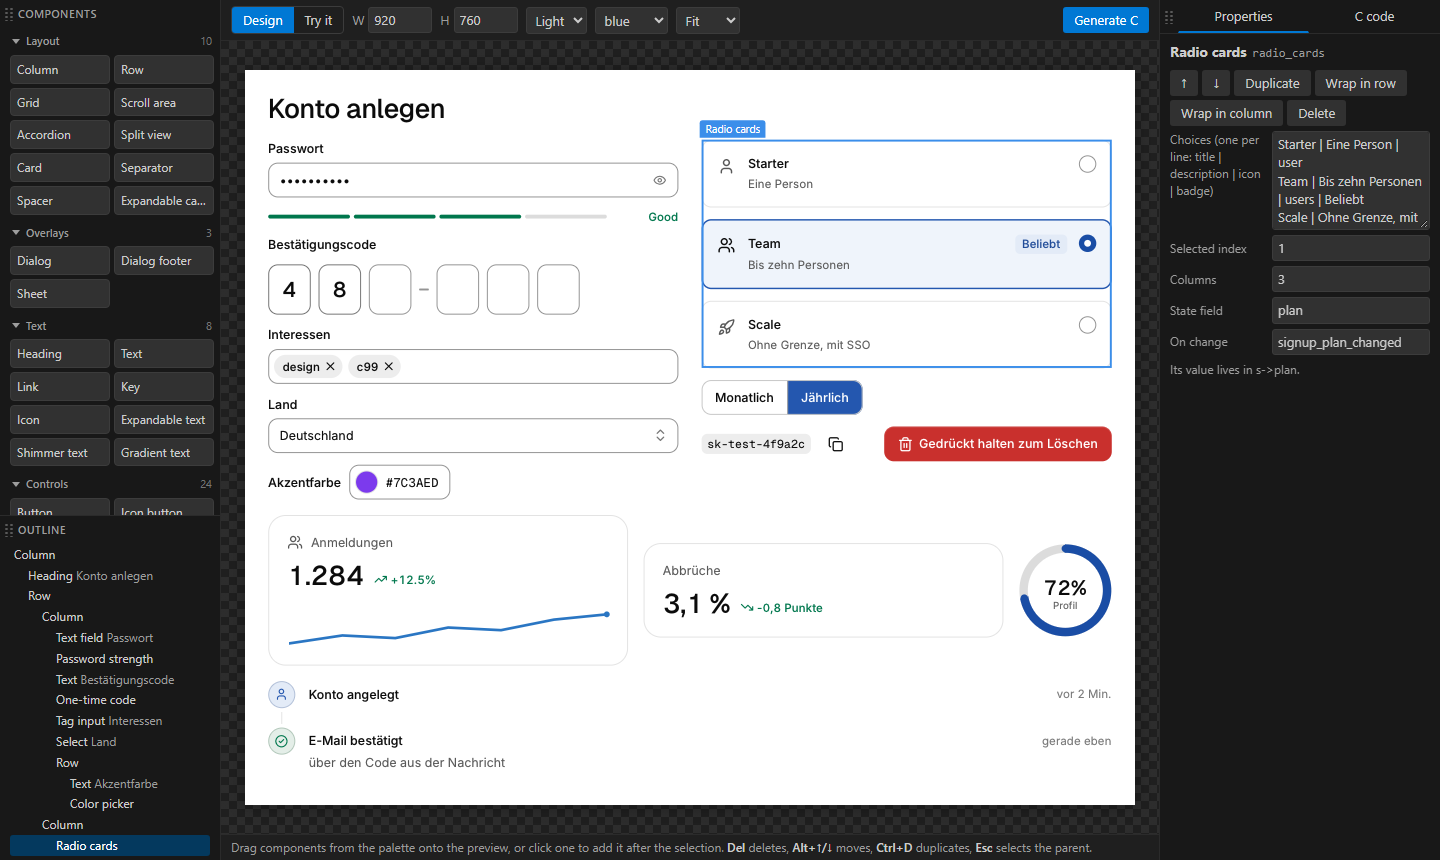 COMPONENTS
Layout 10
Column Row
Grid Scroll area
Accordion Split view
Card Separator
Spacer Expandable ca...
Overlays 3
Dialog Dialog footer
Sheet
Text 8
Heading Text
Link Key
Icon Expandable text
Shimmer text Gradient text
Controls 24
Button Icon button
OUTLINE
Column
Heading Konto anlegen
Row
Column
Text field Passwort
Password strength
Text Bestätigungscode
One-time code
Tag input Interessen
Select Land
Row
Text Akzentfarbe
Color picker
Column
Radio cards
Design Try it W 920 H 760 Light blue Fit Generate C
Konto anlegen
Passwort
Good
Bestätigungscode
4 8 –
Interessen
design c99
Land
Deutschland
Akzentfarbe #7C3AED
Radio cards
Starter
Eine Person
Team Beliebt
Bis zehn Personen
Scale
Ohne Grenze, mit SSO
Monatlich Jährlich
sk-test-4f9a2c Gedrückt halten zum Löschen
Anmeldungen
1.284 +12.5%
Abbrüche
3,1 % -0,8 Punkte
72%
Profil
Konto angelegt vor 2 Min.
E-Mail bestätigt gerade eben
über den Code aus der Nachricht
Drag components from the palette onto the preview, or click one to add it after the selection. Del deletes, Alt+↑/↓ moves, Ctrl+D duplicates, Esc selects the parent.
Properties C code
Radio cards radio_cards
↑ ↓ Duplicate Wrap in row
Wrap in column Delete
Choices (one per
line: title |
description | icon
| badge)
Starter | Eine Person |
user
Team | Bis zehn Personen
| users | Beliebt
Scale | Ohne Grenze, mit
Selected index 1
Columns 3
State field plan
On change signup_plan_changed
Its value lives in s->plan.